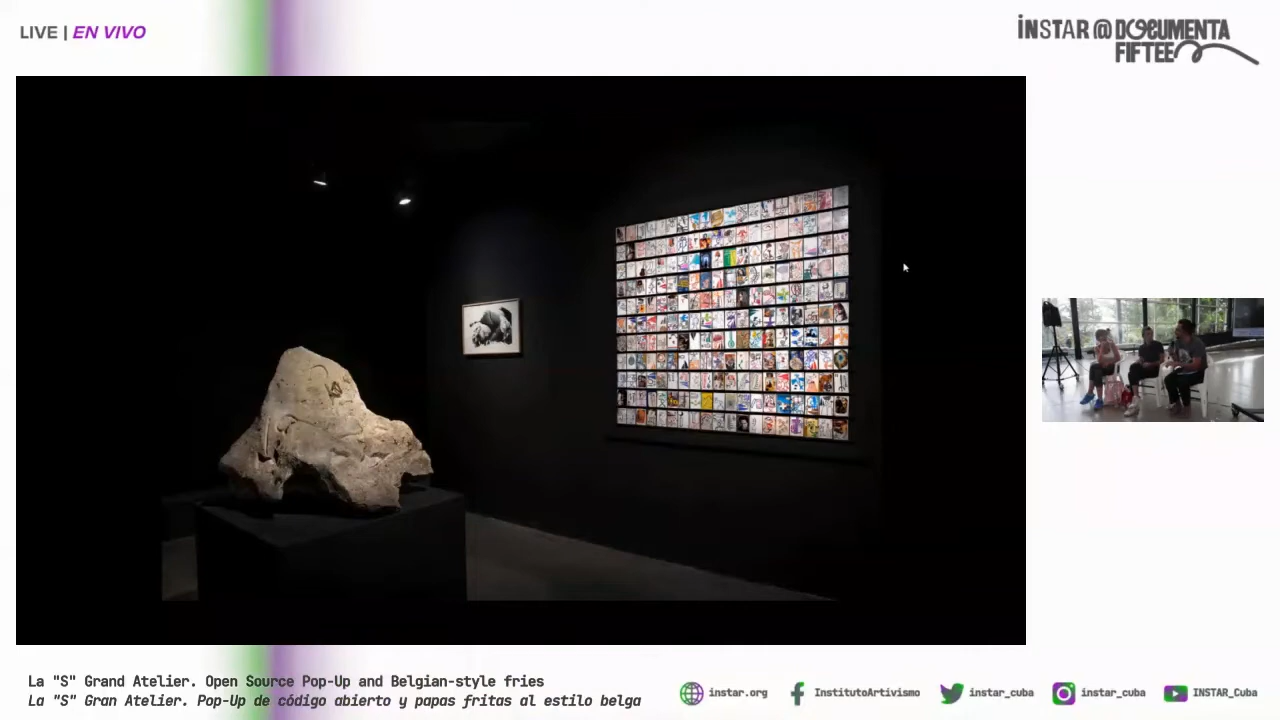 LIVE | EN VIVO
INSTAR @ DOCUMENTA
FIFTEEN
La "S" Grand Atelier. Open Source Pop-Up and Belgian-style fries
La "S" Gran Atelier. Pop-Up de código abierto y papas fritas al estilo belga
instar.org
InstitutoArtivismo
instar_cuba
instar_cuba
INSTAR_Cuba